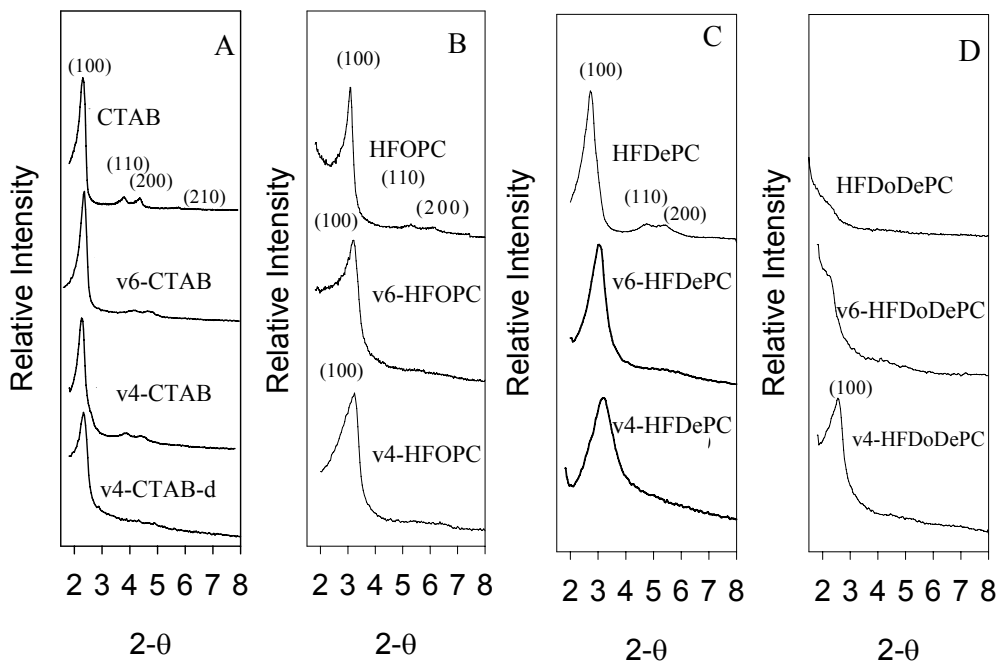 A
(100)
CTAB
(110)
(200)
(210)
v6-CTAB
v4-CTAB
v4-CTAB-d
Relative Intensity
2 3 4 5 6 7 8
2-θ
B
(100)
HFOPC
(110)
(200)
(100)
v6-HFOPC
(100)
v4-HFOPC
Relative Intensity
2 3 4 5 6 7 8
2-θ
C
(100)
HFDePC
(110)
(200)
v6-HFDePC
v4-HFDePC
Relative Intensity
2 3 4 5 6 7 8
2-θ
D
HFDoDePC
v6-HFDoDePC
(100)
v4-HFDoDePC
Relative Intensity
2 3 4 5 6 7 8
2-θ